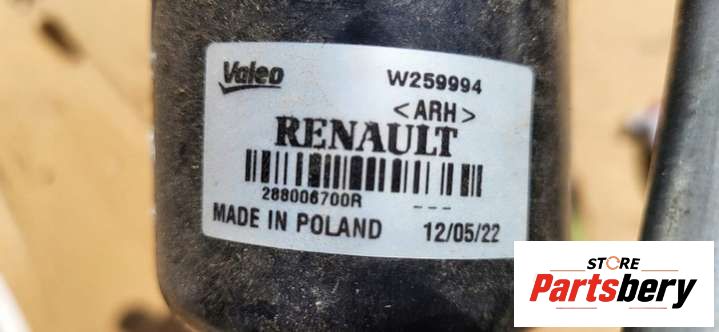 Valeo
W259994
<ARH>
RENAULT
288006700R
---
MADE IN POLAND 12/05/22
STORE
Partsbery